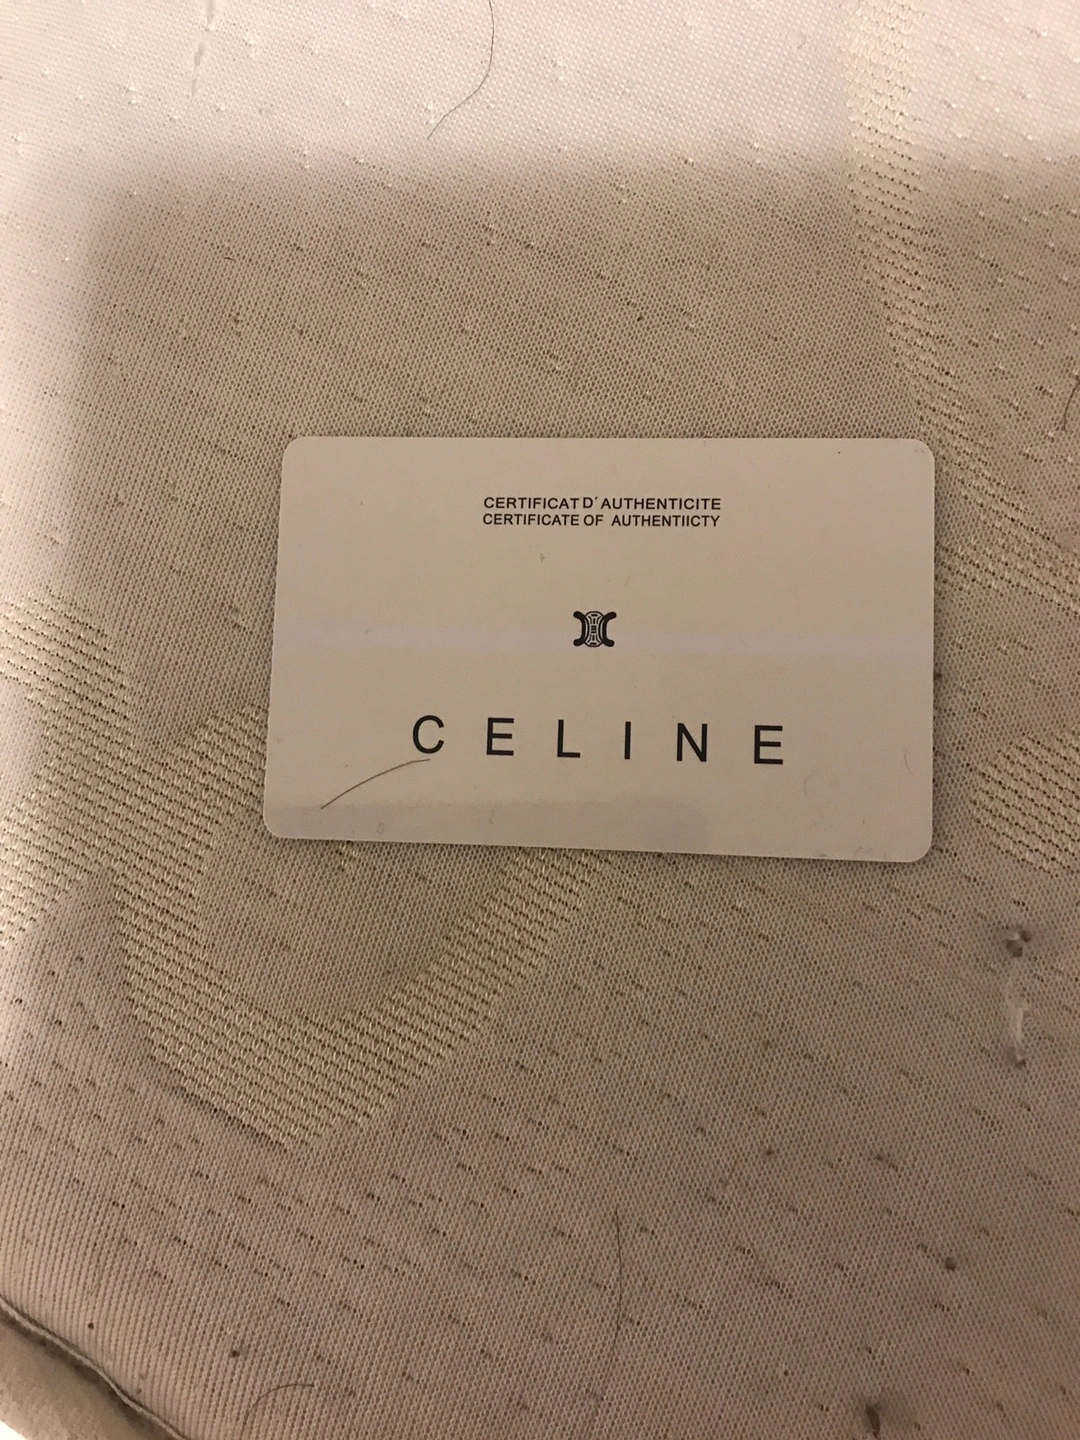 CERTIFICAT D' AUTHENTICITE
CERTIFICATE OF AUTHENTIICTY
CELINE